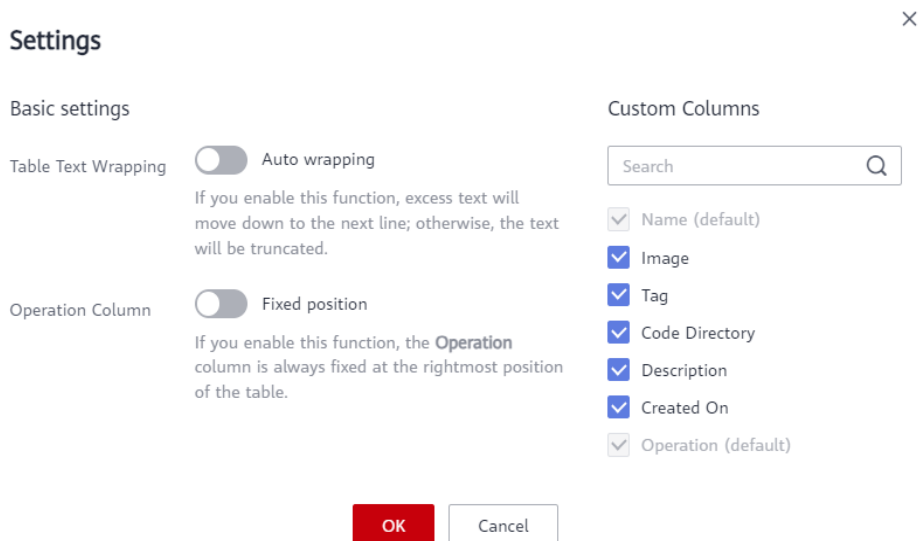 Settings
Basic settings
Table Text Wrapping
Auto wrapping
If you enable this function, excess text will
move down to the next line; otherwise, the text
will be truncated.
Operation Column
Fixed position
If you enable this function, the Operation
column is always fixed at the rightmost position
of the table.
Custom Columns
Search
Name (default)
Image
Tag
Code Directory
Description
Created On
Operation (default)
OK
Cancel